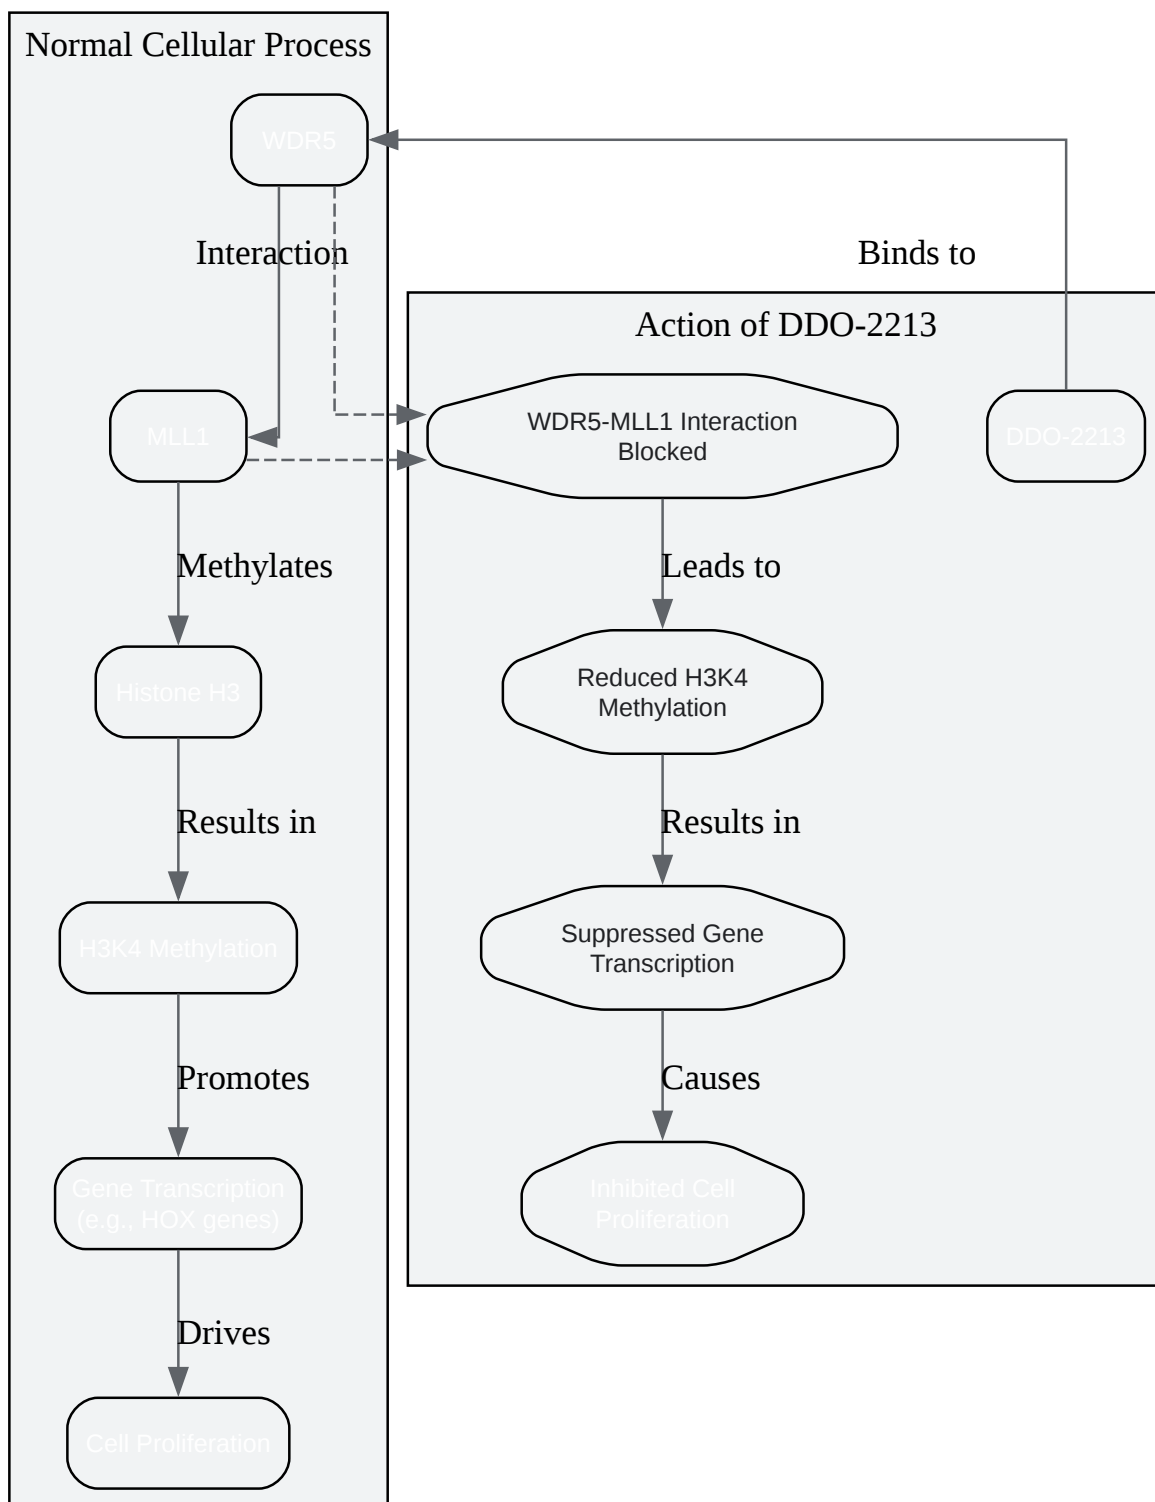 Normal Cellular Process
WDR5
Interaction
Binds to
Action of DDO-2213
MLL1
WDR5-MLL1 Interaction
Blocked
DDO-2213
Methylates
Leads to
Histone H3
Reduced H3K4
Methylation
Results in
Results in
H3K4 Methylation
Suppressed Gene
Transcription
Promotes
Causes
Gene Transcription
(e.g., HOX genes)
Inhibited Cell
Proliferation
Drives
Cell Proliferation